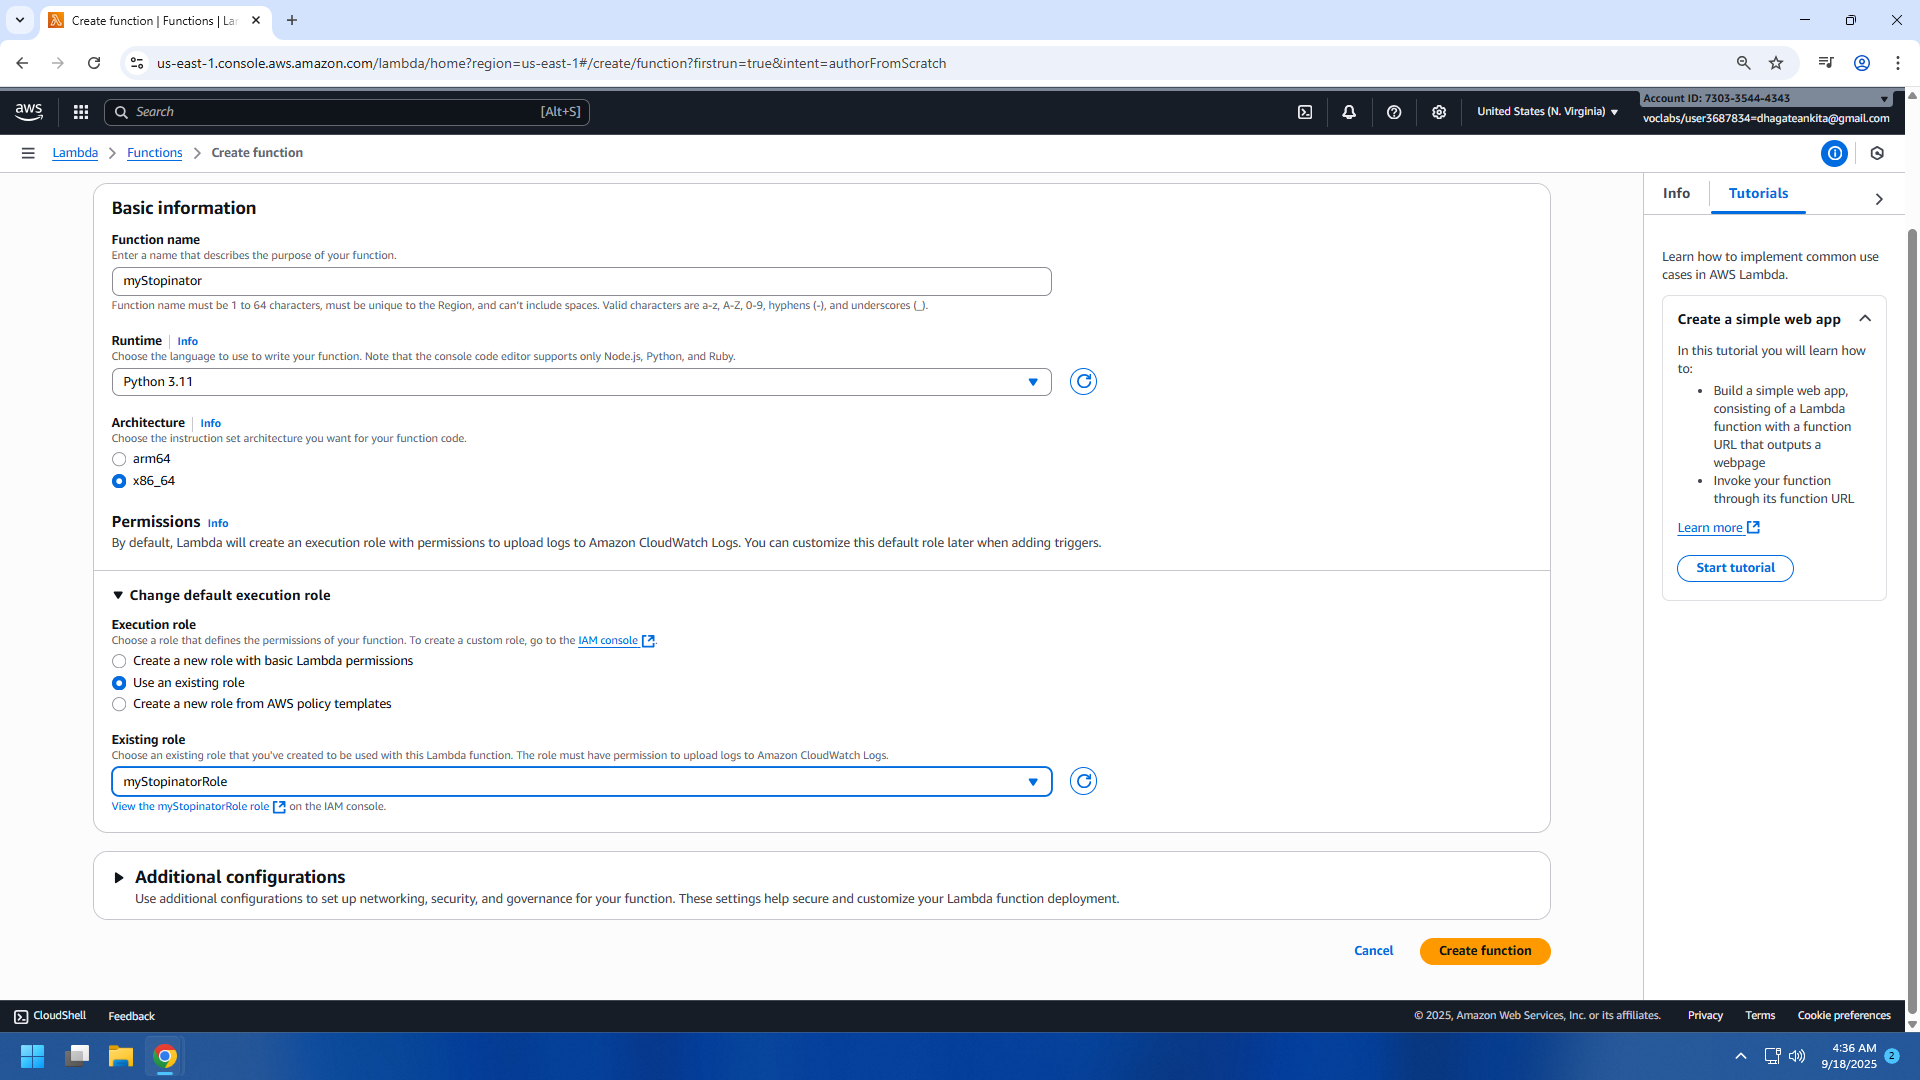 Create function | Functions | La
us-east-1.console.aws.amazon.com/lambda/home?region=us-east-1#/create/function?firstrun=true&intent=authorFromScratch
aws
Search
[Alt+S]
United States (N. Virginia)
Account ID: 7303-3544-4343
voclabs/user3687834=dhagateankita@gmail.com
Lambda
Functions
Create function
Basic information
Function name
Enter a name that describes the purpose of your function.
myStopinator
Function name must be 1 to 64 characters, must be unique to the Region, and can't include spaces. Valid characters are a-z, A-Z, 0-9, hyphens (-), and underscores (_).
Runtime
Info
Choose the language to use to write your function. Note that the console code editor supports only Node.js, Python, and Ruby.
Python 3.11
Architecture
Info
Choose the instruction set architecture you want for your function code.
arm64
x86_64
Permissions
Info
By default, Lambda will create an execution role with permissions to upload logs to Amazon CloudWatch Logs. You can customize this default role later when adding triggers.
Change default execution role
Execution role
Choose a role that defines the permissions of your function. To create a custom role, go to the IAM console.
Create a new role with basic Lambda permissions
Use an existing role
Create a new role from AWS policy templates
Existing role
Choose an existing role that you've created to be used with this Lambda function. The role must have permission to upload logs to Amazon CloudWatch Logs.
myStopinatorRole
View the myStopinatorRole role on the IAM console.
Additional configurations
Use additional configurations to set up networking, security, and governance for your function. These settings help secure and customize your Lambda function deployment.
Cancel
Create function
Info
Tutorials
Learn how to implement common use
cases in AWS Lambda.
Create a simple web app
In this tutorial you will learn how
to:
• Build a simple web app,
consisting of a Lambda
function with a function
URL that outputs a
webpage
• Invoke your function
through its function URL
Learn more
Start tutorial
CloudShell
Feedback
© 2025, Amazon Web Services, Inc. or its affiliates.
Privacy
Terms
Cookie preferences
4:36 AM
9/18/2025
2